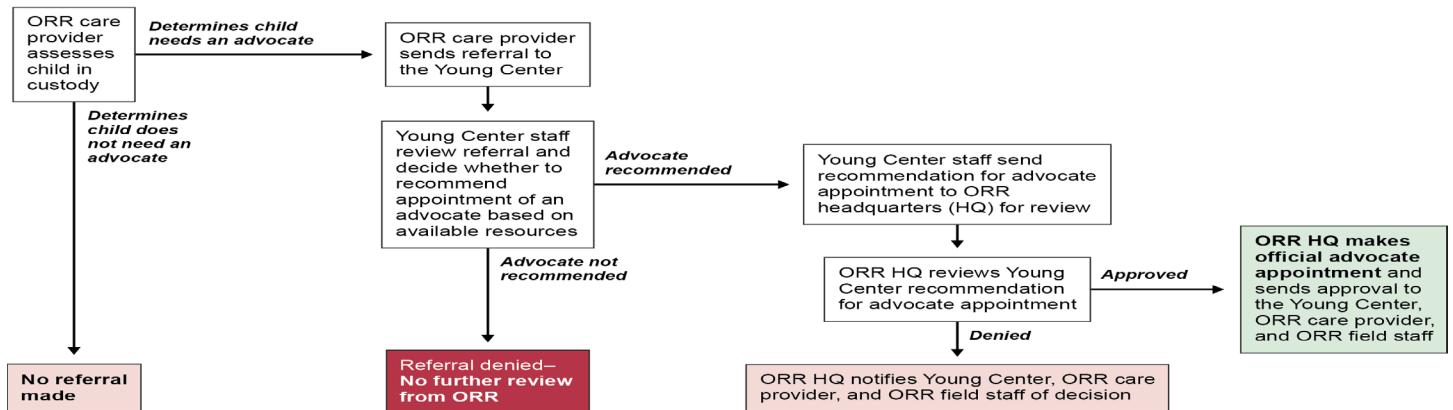 ORR care
provider
assesses
child in
custody
Determines child
needs an advocate
ORR care provider
sends referral to
the Young Center
Determines
child does
not need an
advocate
Young Center staff
review referral and
decide whether to
recommend
appointment of an
advocate based on
available resources
Advocate
recommended
Young Center staff send
recommendation for advocate
appointment to ORR
headquarters (HQ) for review
Advocate not
recommended
ORR HQ reviews Young
Center recommendation
for advocate appointment
Approved
ORR HQ makes
official advocate
appointment and
sends approval to
the Young Center,
ORR care provider,
and ORR field staff
Denied
No referral
made
Referral denied–
No further review
from ORR
ORR HQ notifies Young Center, ORR care
provider, and ORR field staff of decision